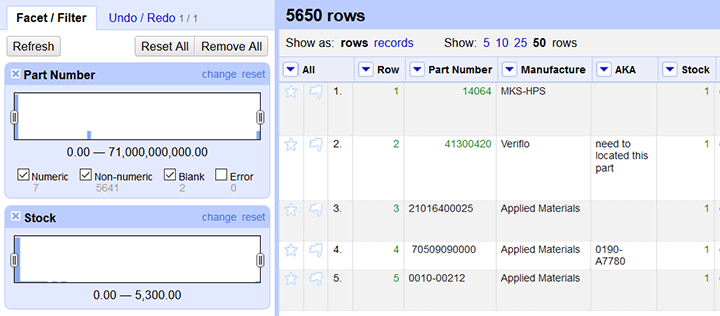 Facet / Filter Undo / Redo 1 / 1
Refresh Reset All Remove All
Part Number change reset
0.00 — 71,000,000,000.00
Numeric Non-numeric Blank Error
7 5641 2 0
Stock change reset
0.00 — 5,300.00
5650 rows
Show as: rows records Show: 5 10 25 50 rows
All Row Part Number Manufacture AKA Stock
1. 1 14064 MKS-HPS 1
2. 2 41300420 Veriflo need to 1
located this
part
3. 3 21016400025 Applied Materials 1
4. 4 70509090000 Applied Materials 0190- 1
A7780
5. 5 0010-00212 Applied Materials 1